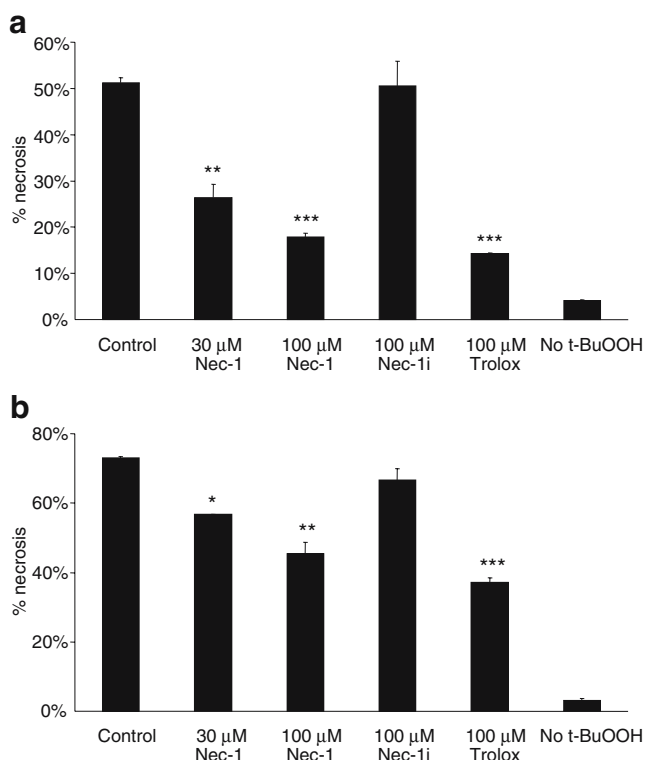 a
60%
50%
40%
30%
20%
10%
0%
% necrosis
**
***
***
Control
30 μM Nec-1
100 μM Nec-1
100 μM Nec-1i
100 μM Trolox
No t-BuOOH
b
80%
60%
40%
20%
0%
% necrosis
*
**
***
Control
30 μM Nec-1
100 μM Nec-1
100 μM Nec-1i
100 μM Trolox
No t-BuOOH